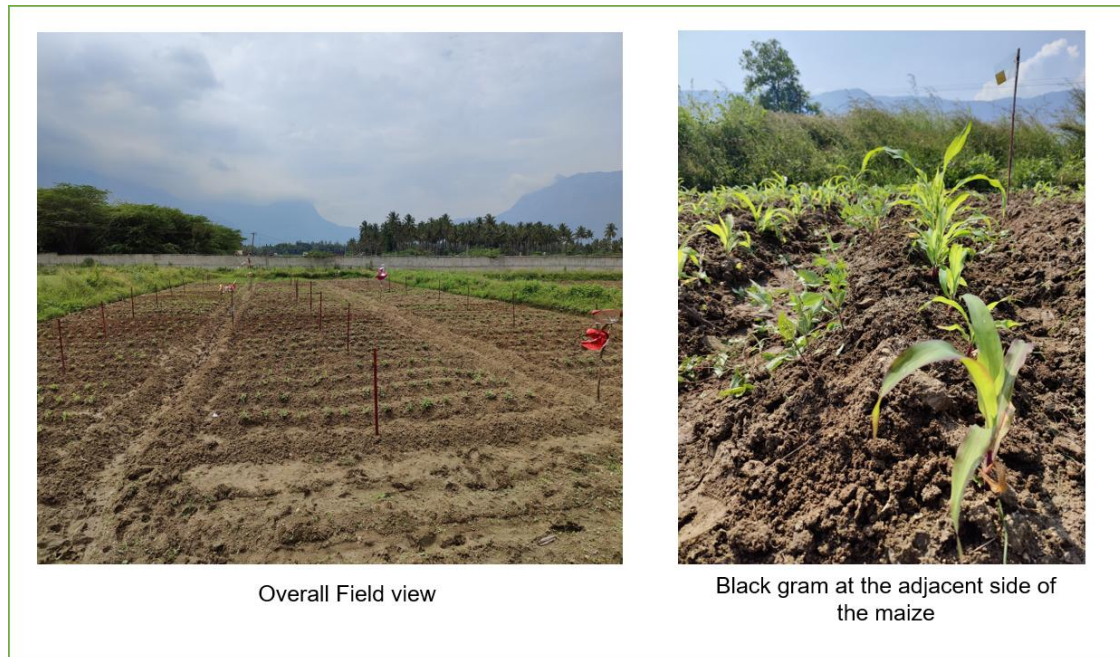 Overall Field view
Black gram at the adjacent side of
the maize